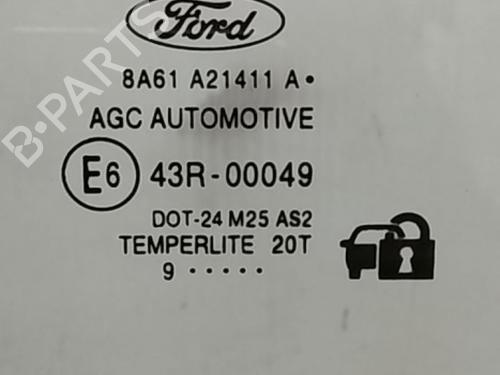 B-PARTS
Ford
8A61 A21411 A•
AGC AUTOMOTIVE
E6 43R-00049
DOT-24 M25 AS2
TEMPERLITE 20T
9 •••••